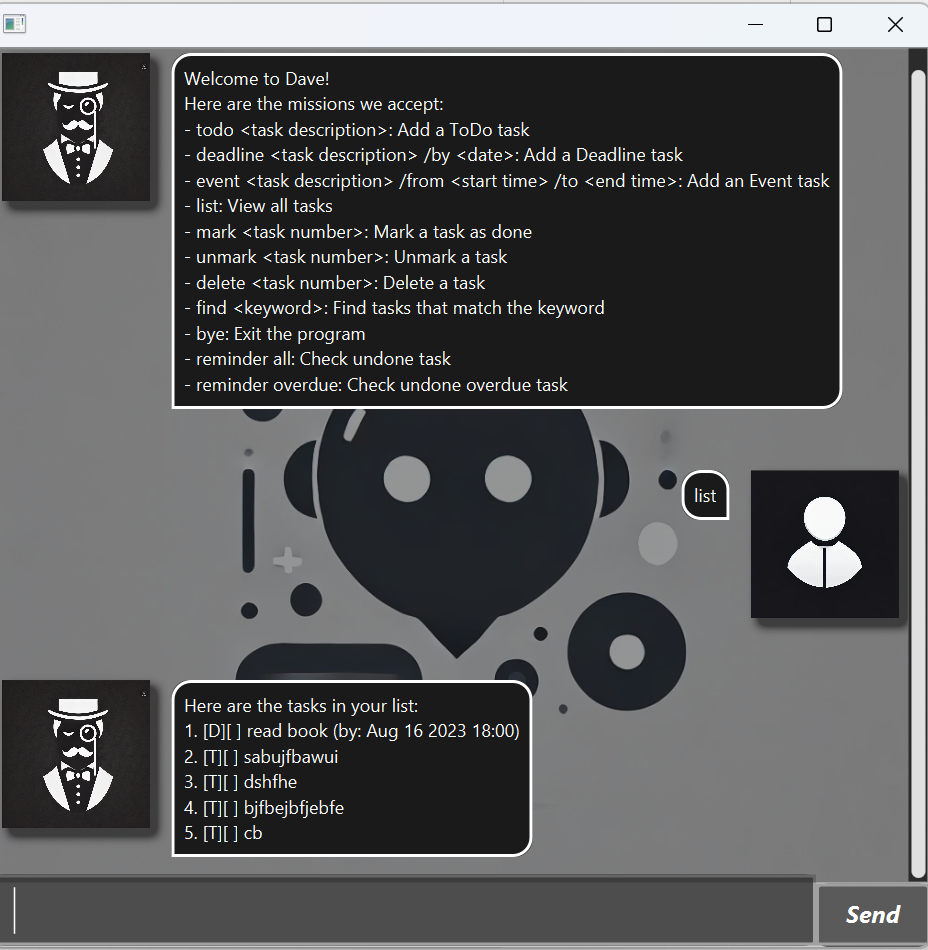 Welcome to Dave!
Here are the missions we accept:
- todo <task description>: Add a ToDo task
- deadline <task description> /by <date>: Add a Deadline task
- event <task description> /from <start time> /to <end time>: Add an Event task
- list: View all tasks
- mark <task number>: Mark a task as done
- unmark <task number>: Unmark a task
- delete <task number>: Delete a task
- find <keyword>: Find tasks that match the keyword
- bye: Exit the program
- reminder all: Check undone task
- reminder overdue: Check undone overdue task
list
Here are the tasks in your list:
1. [D][ ] read book (by: Aug 16 2023 18:00)
2. [T][ ] sabujfbawui
3. [T][ ] dshfhe
4. [T][ ] bjfbejbfjebfe
5. [T][ ] cb
Send